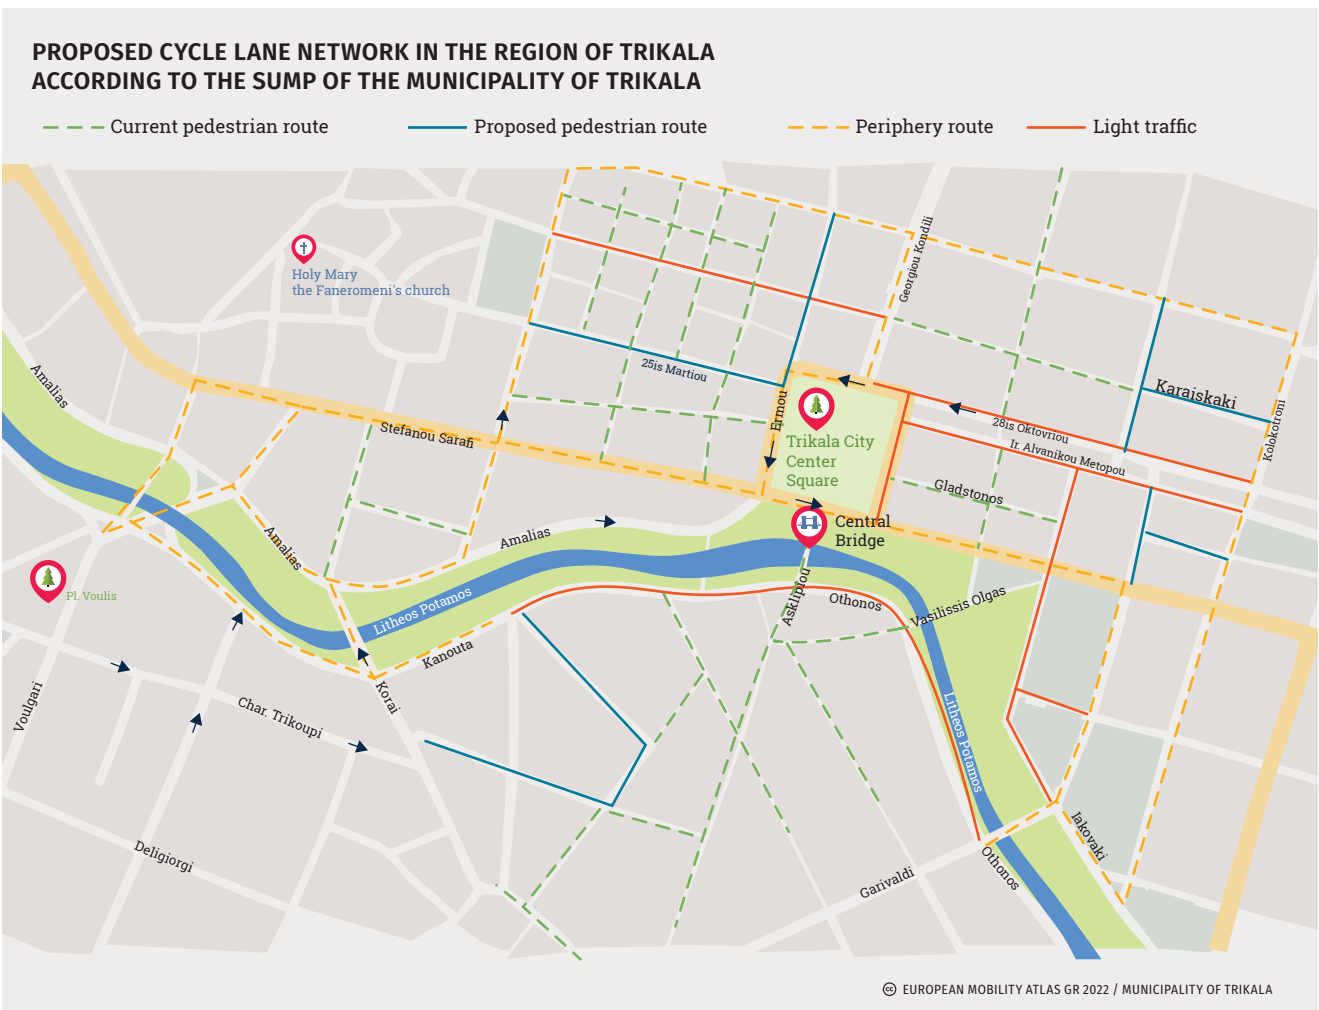 PROPOSED CYCLE LANE NETWORK IN THE REGION OF TRIKALA
ACCORDING TO THE SUMP OF THE MUNICIPALITY OF TRIKALA
Current pedestrian route
Proposed pedestrian route
Periphery route
Light traffic
Georgiou Kondili
Holy Mary
the Faneromeni's church
25is Martiou
Amalias
Ermou
Karaiskaki
Kolokotroni
28is Oktovriou
Ir. Alvanikou Metopou
Stefanou Sarafi
Trikala City
Center
Square
Gladstonos
Amalias
Amalias
Central
Bridge
Pl. Voulis
Litheos Potamos
Asklipiou
Othonos
Vasilissis Olgas
Kanouta
Korai
Voulgari
Char. Trikoupi
Litheos Potamos
Iakovaki
Deligiorgi
Garivaldi
Othonos
cc EUROPEAN MOBILITY ATLAS GR 2022 / MUNICIPALITY OF TRIKALA